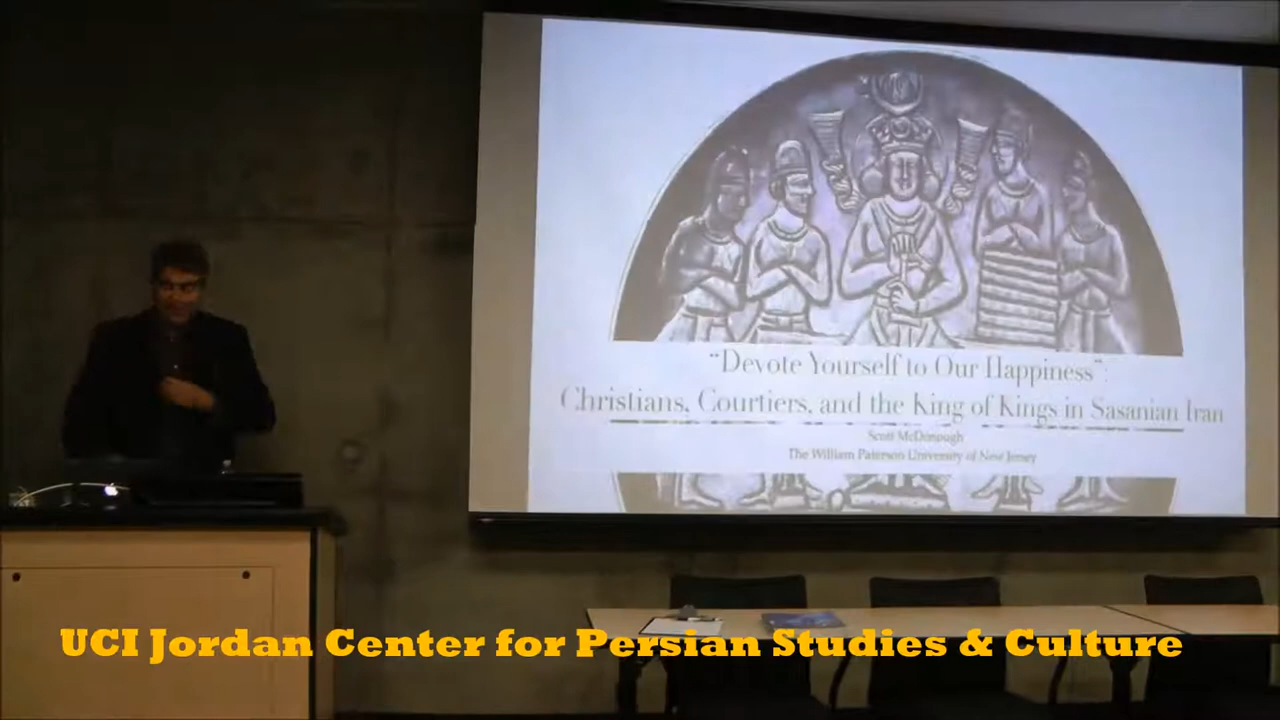 “Devote Yourself to Our Happiness”:
Christians, Courtiers, and the King of Kings in Sasanian Iran
Scott McDonough
The William Paterson University of New Jersey
UCI Jordan Center for Persian Studies & Culture